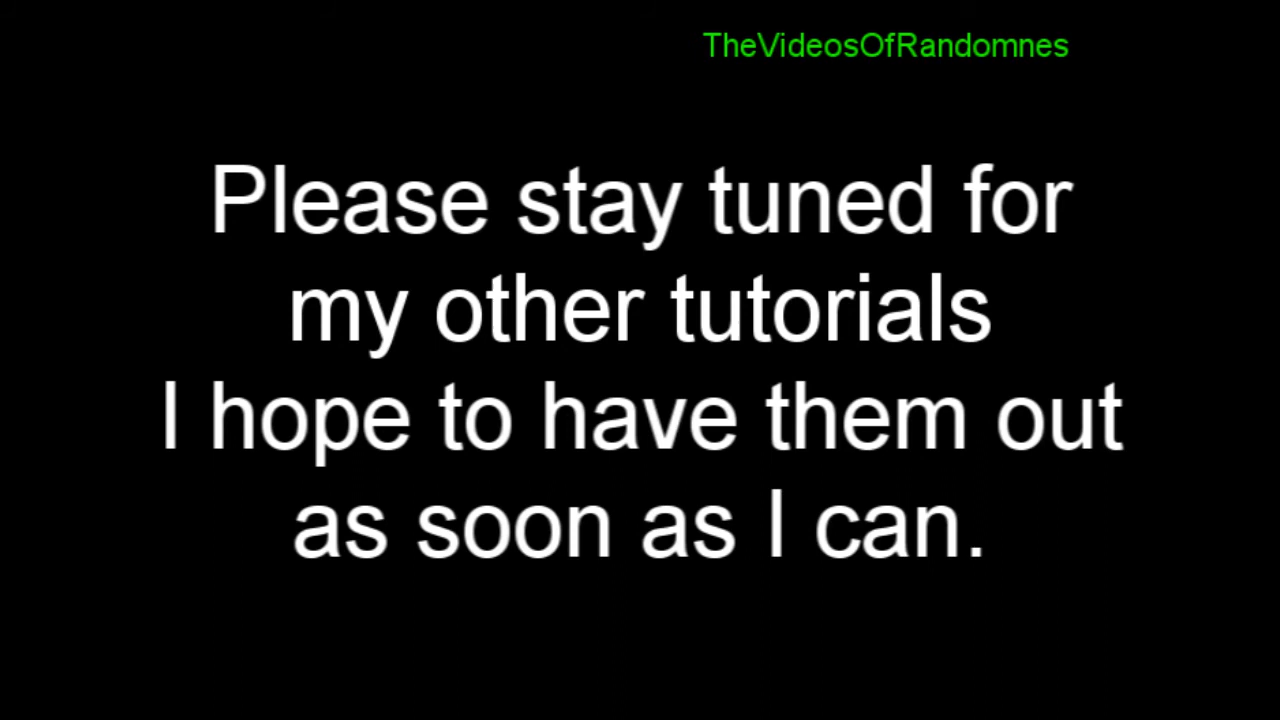 TheVideosOfRandomnes
Please stay tuned for
my other tutorials
I hope to have them out
as soon as I can.